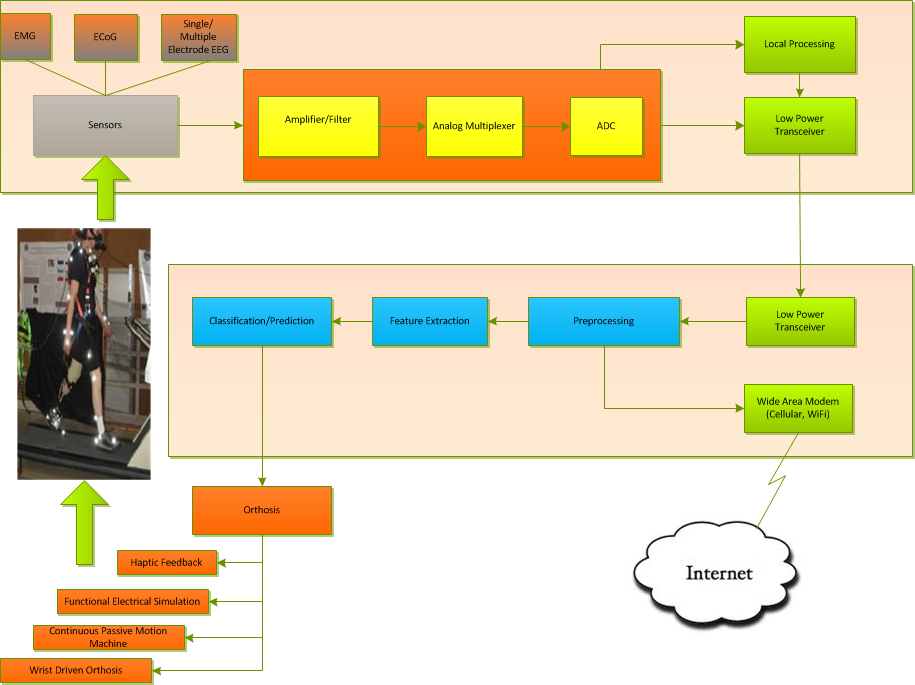 EMG
ECoG
Single/
Multiple
Electrode EEG
Local Processing
Sensors
Amplifier/Filter
Analog Multiplexer
ADC
Low Power
Transceiver
Classification/Prediction
Feature Extraction
Preprocessing
Low Power
Transceiver
Wide Area Modem
(Cellular, WiFi)
Orthosis
Internet
Haptic Feedback
Functional Electrical Simulation
Continuous Passive Motion
Machine
Wrist Driven Orthosis